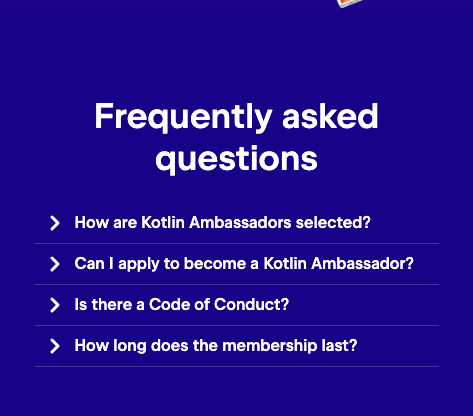 Frequently asked
questions
How are Kotlin Ambassadors selected?
Can I apply to become a Kotlin Ambassador?
Is there a Code of Conduct?
How long does the membership last?